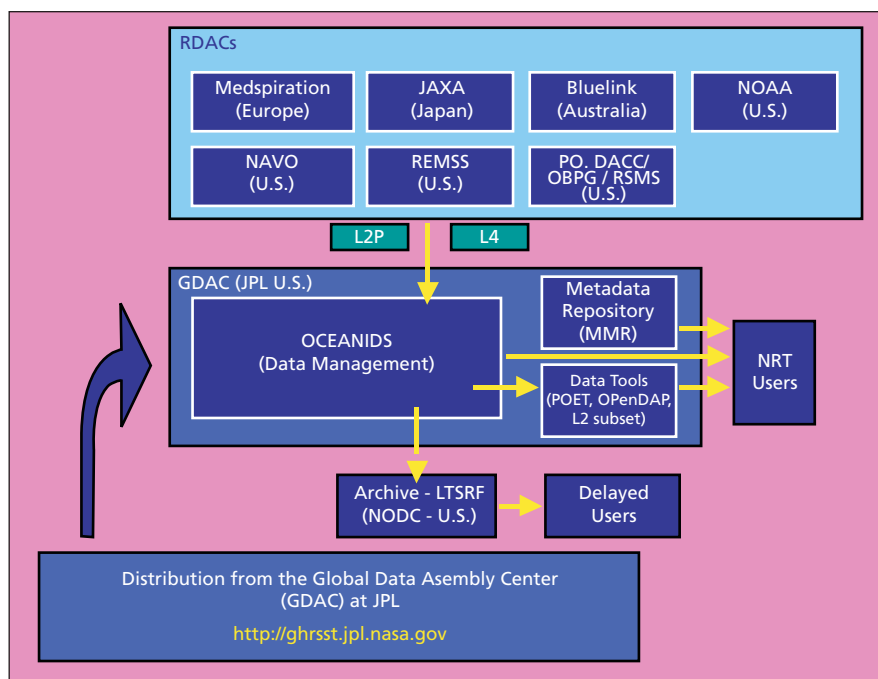 RDACs
Medspiration
(Europe)
JAXA
(Japan)
Bluelink
(Australia)
NOAA
(U.S.)
NAVO
(U.S.)
REMSS
(U.S.)
PO. DACC/
OBPG / RSMS
(U.S.)
L2P
L4
GDAC (JPL U.S.)
OCEANIDS
(Data Management)
Metadata
Repository
(MMR)
Data Tools
(POET, OPenDAP,
L2 subset)
NRT
Users
Archive - LTSRF
(NODC - U.S.)
Delayed
Users
Distribution from the Global Data Asembly Center
(GDAC) at JPL
http://ghrsst.jpl.nasa.gov